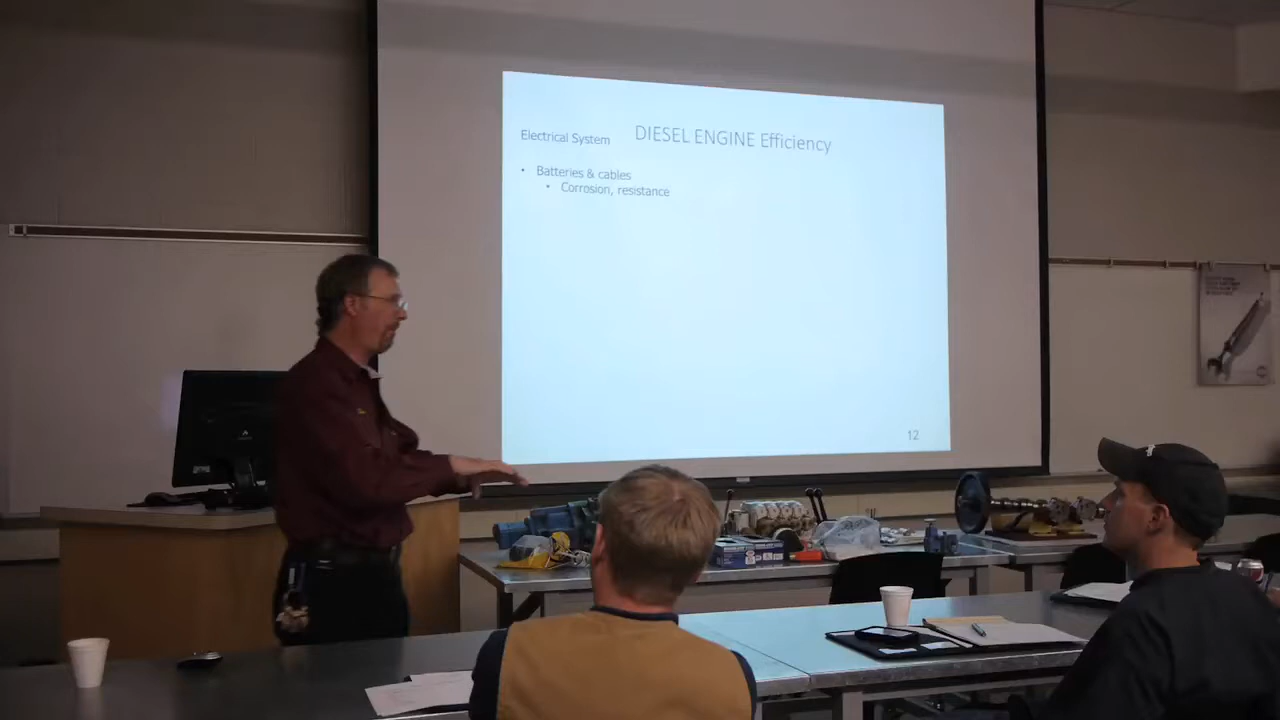 DIESEL ENGINE Efficiency
Electrical System
• Batteries & cables
• Corrosion, resistance
12